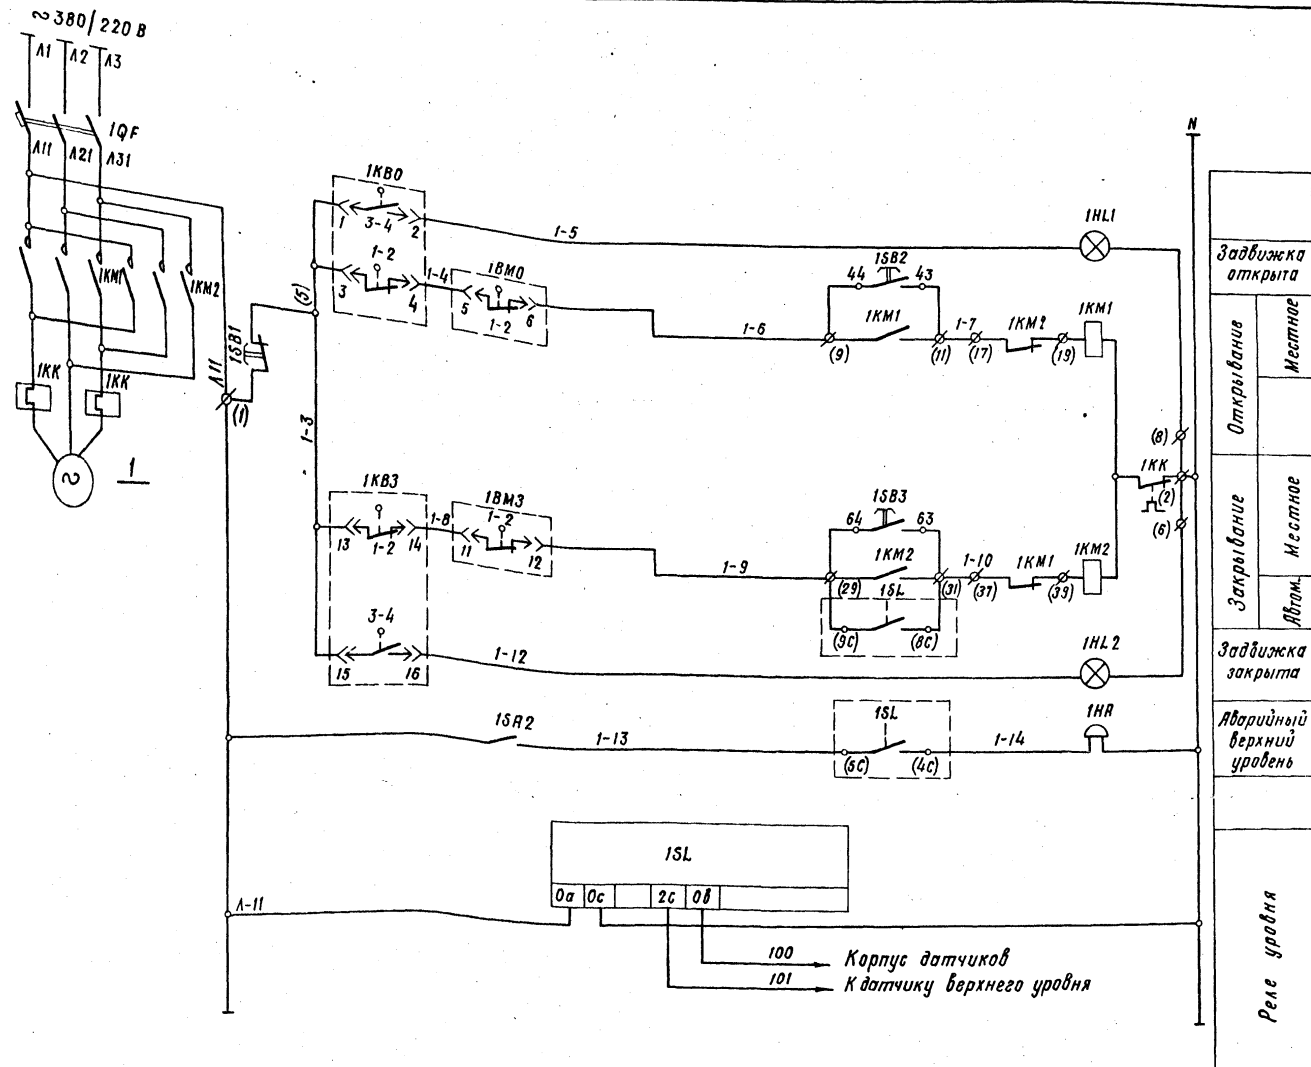 ~380/220 В
Л1 Л2 Л3
1QF
Л11 Л21 Л31
1КМ1
1КМ2
1КК
1КК
1
Л11
1SB1
(1)
(5)
1-3
1КВО
1 3-4 2
1-2
3 4
1-4
1ВМО
5 1-2 6
1-5
1HL1
1SB2
44 43
1КМ1
1-6
(9) (11)
1-7
(17)
1КМ2
(19)
1КМ1
N
(8)
1КК
(2)
(6)
1КВЗ
13 1-2 14
1-8
1ВМЗ
1-2
11 12
1-9
1SB3
64 63
1КМ2
(29) (31)
1SL
(9С) (8С)
1-10
(37)
1КМ1
(39)
1КМ2
3-4
15 16
1-12
1HL2
1SA2
1-13
1SL
(5С) (4С)
1-14
1HA
1SL
Оа Ос 2с Ов
Л-11
100 Корпус датчиков
101 К датчику верхнего уровня
Задвижка
открыта
Открывание
Местное
Закрывание
Местное
Автом.
Задвижка
закрыта
Аварийный
верхний
уровень
Реле уровня